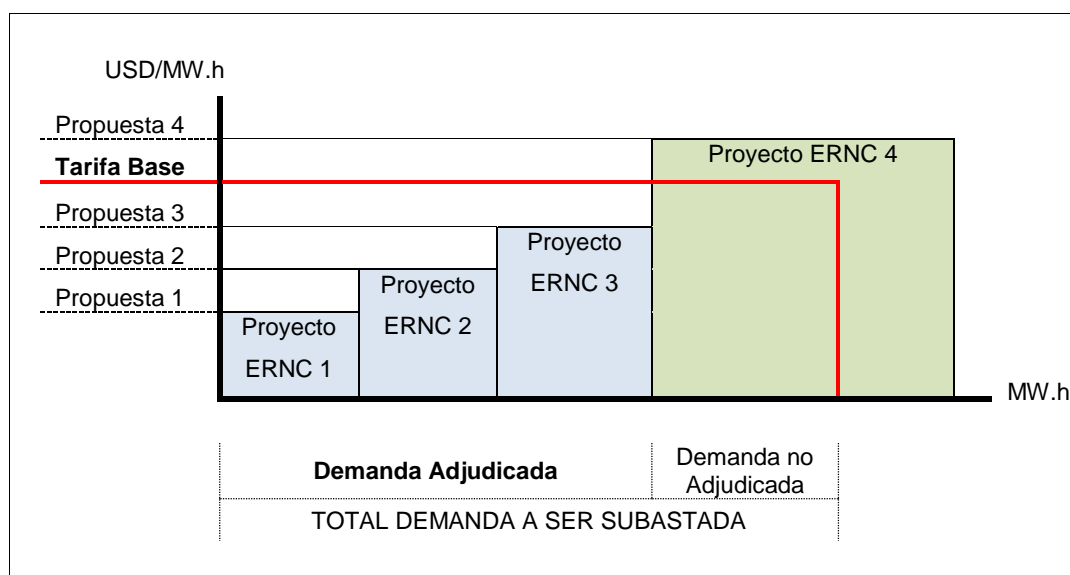 USD/MW.h
Propuesta 4
Tarifa Base
Propuesta 3
Propuesta 2
Propuesta 1
Proyecto ERNC 4
Proyecto
ERNC 3
Proyecto
ERNC 2
Proyecto
ERNC 1
MW.h
Demanda Adjudicada
Demanda no
Adjudicada
TOTAL DEMANDA A SER SUBASTADA